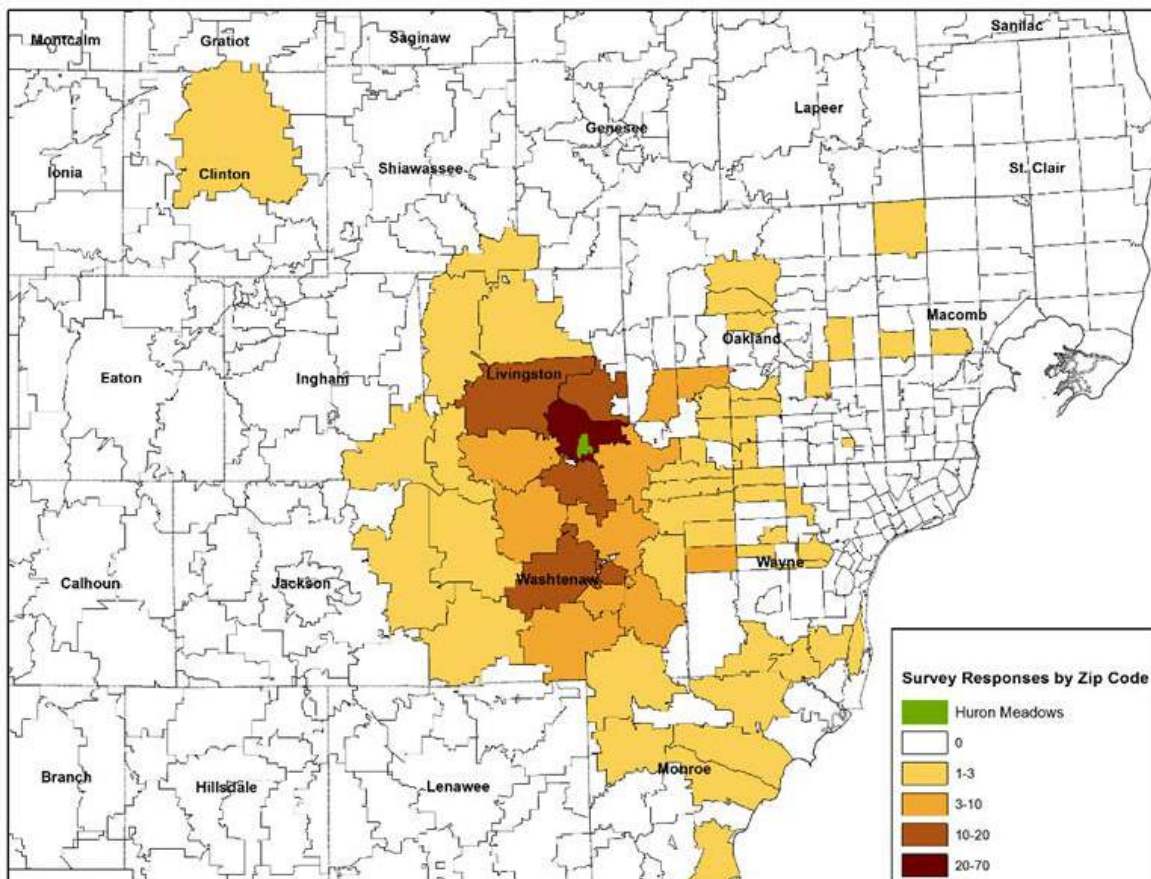 Montcalm
Gratiot
Saginaw
Sanilac
Lapeer
Genesee
Ionia
Clinton
Shiawassee
St. Clair
Macomb
Oakland
Eaton
Ingham
Livingston
Calhoun
Jackson
Washtenaw
Wayne
Branch
Hillsdale
Lenawee
Monroe
Survey Responses by Zip Code
Huron Meadows
0
1-3
3-10
10-20
20-70